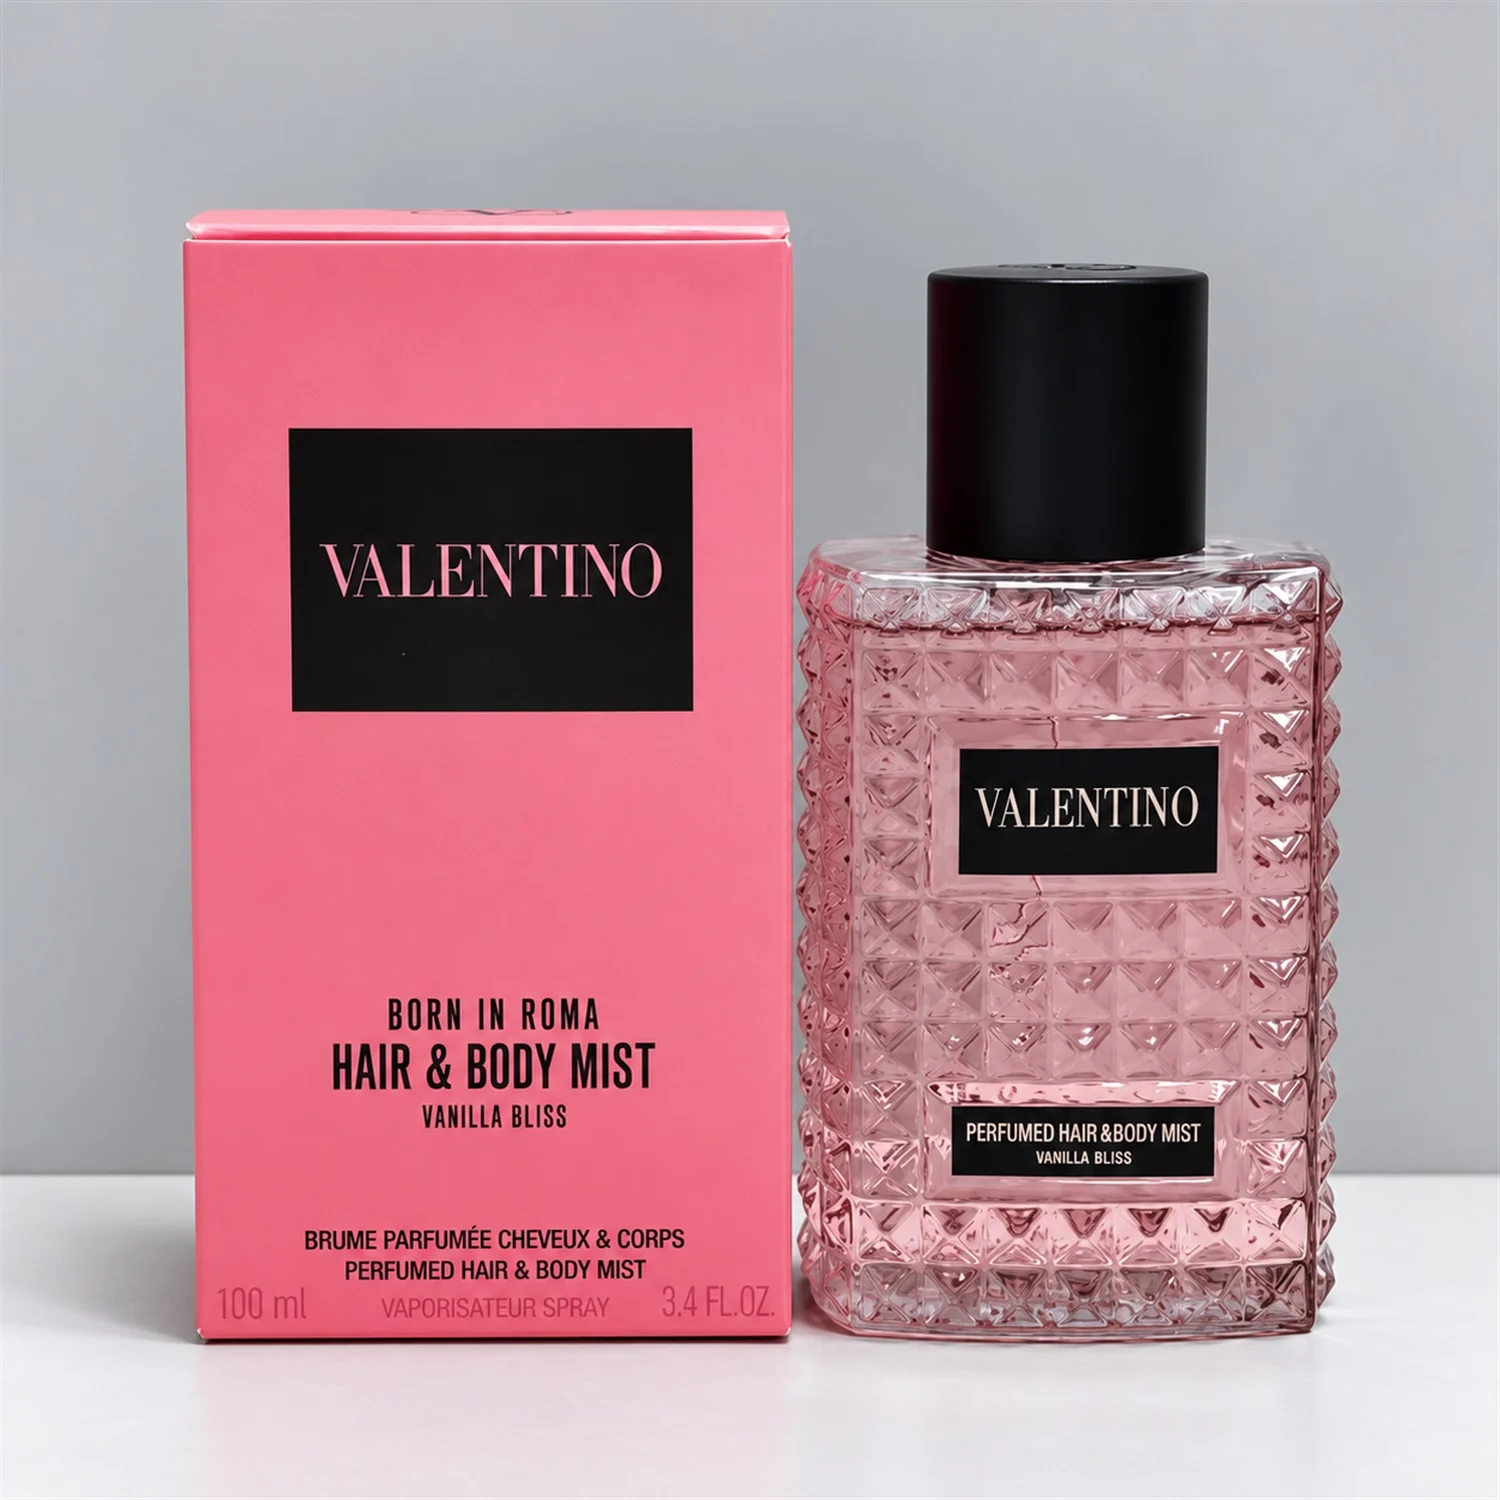 VALENTINO
BORN IN ROMA
HAIR & BODY MIST
VANILLA BLISS
BRUME PARFUMÉE CHEVEUX & CORPS
PERFUMED HAIR & BODY MIST
100 ml VAPORISATEUR SPRAY 3.4 FL.OZ.
VALENTINO
PERFUMED HAIR &BODY MIST
VANILLA BLISS